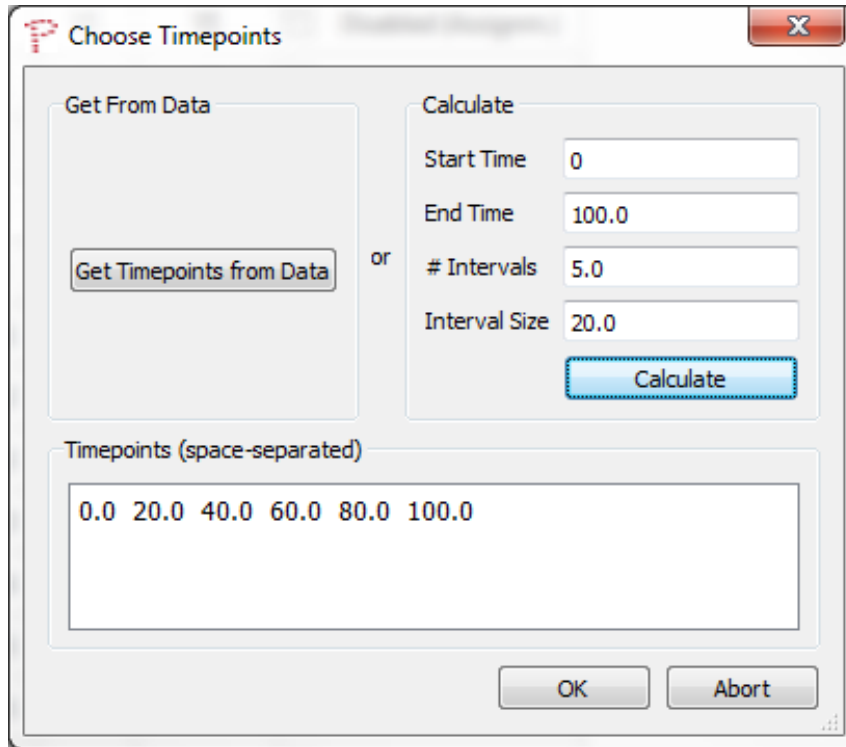 Choose Timepoints
Get From Data
Get Timepoints from Data
or
Calculate
Start Time 0
End Time 100.0
# Intervals 5.0
Interval Size 20.0
Calculate
Timepoints (space-separated)
0.0 20.0 40.0 60.0 80.0 100.0
OK Abort